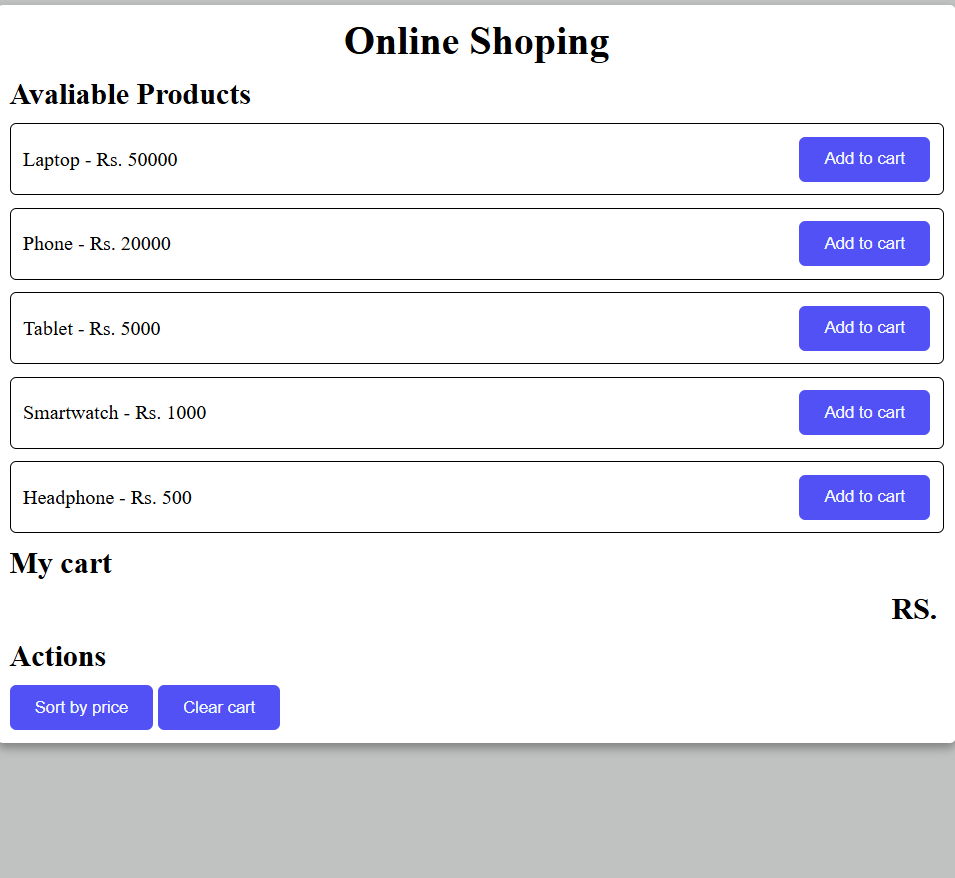 Online Shoping
Avaliable Products
Laptop - Rs. 50000 Add to cart
Phone - Rs. 20000 Add to cart
Tablet - Rs. 5000 Add to cart
Smartwatch - Rs. 1000 Add to cart
Headphone - Rs. 500 Add to cart
My cart
RS.
Actions
Sort by price Clear cart